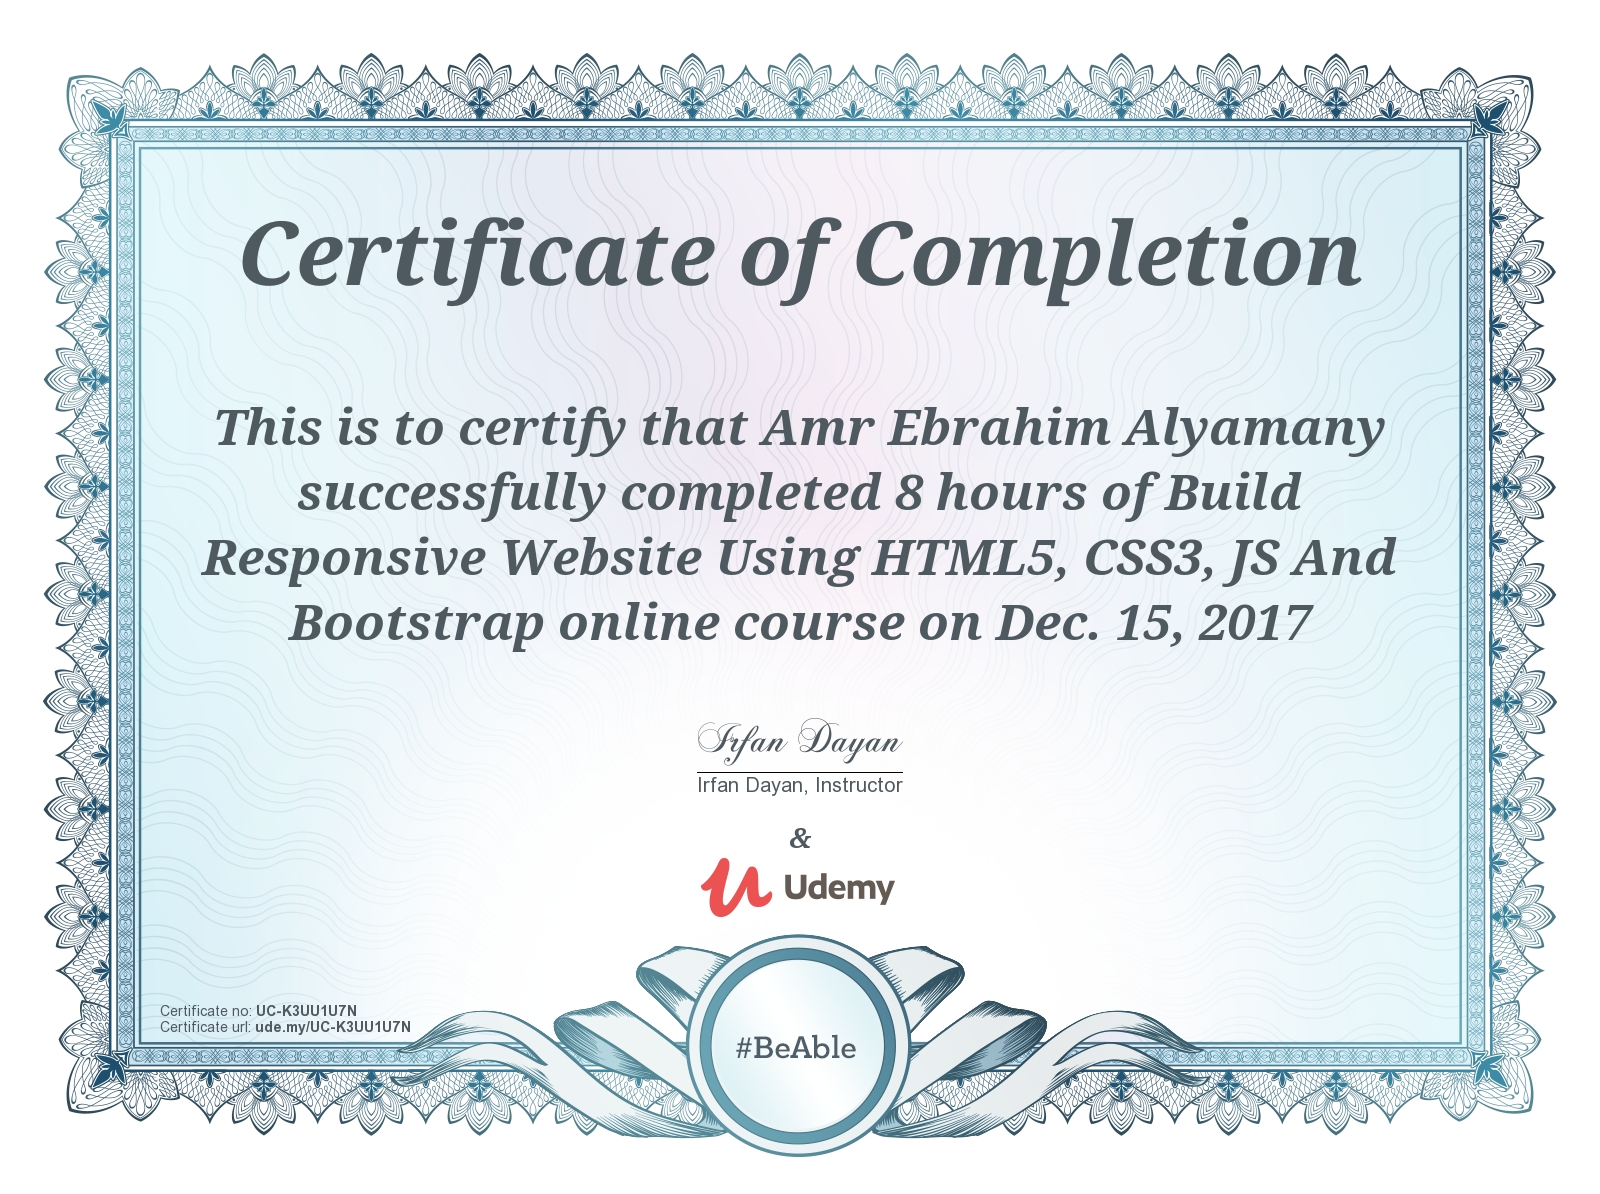 Certificate of Completion
This is to certify that Amr Ebrahim Alyamany
successfully completed 8 hours of Build
Responsive Website Using HTML5, CSS3, JS And
Bootstrap online course on Dec. 15, 2017
Irfan Dayan
Irfan Dayan, Instructor
&
Udemy
Certificate no: UC-K3UU1U7N
Certificate url: ude.my/UC-K3UU1U7N
#BeAble